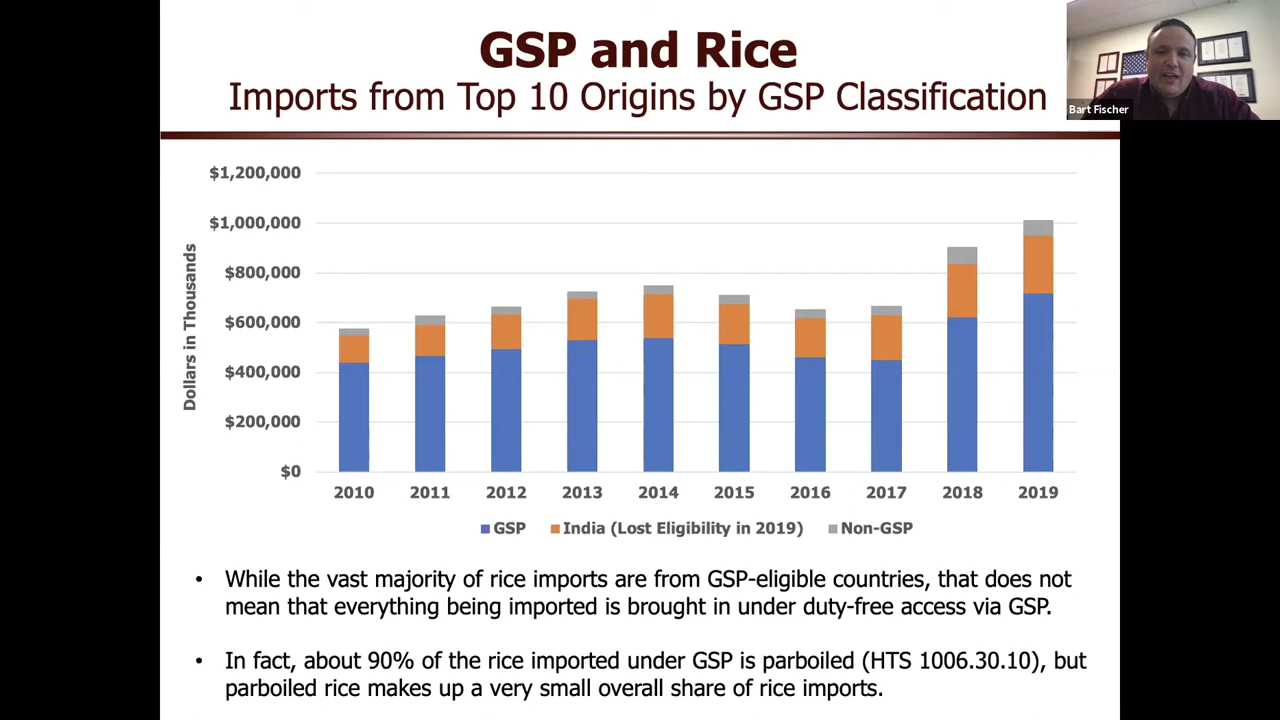 GSP and Rice
Imports from Top 10 Origins by GSP Classification
Bart Fischer
Dollars in Thousands
$1,200,000
$1,000,000
$800,000
$600,000
$400,000
$200,000
$0
2010 2011 2012 2013 2014 2015 2016 2017 2018 2019
GSP India (Lost Eligibility in 2019) Non-GSP
• While the vast majority of rice imports are from GSP-eligible countries, that does not
mean that everything being imported is brought in under duty-free access via GSP.
• In fact, about 90% of the rice imported under GSP is parboiled (HTS 1006.30.10), but
parboiled rice makes up a very small overall share of rice imports.